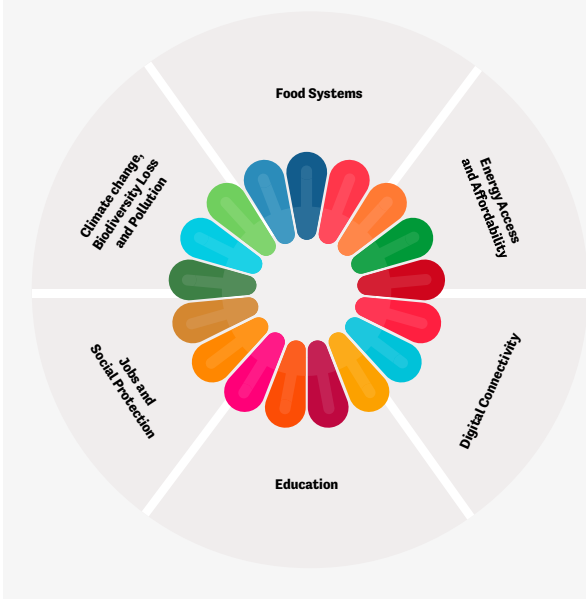 Food Systems
Energy Access
and Affordability
Digital Connectivity
Education
Jobs and
Social Protection
Climate change,
Biodiversity Loss
and Pollution